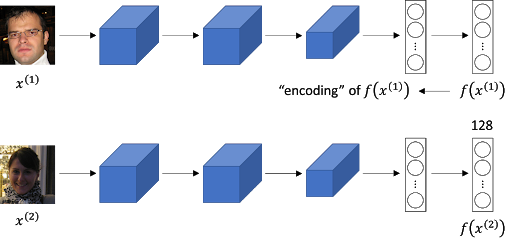 x⁽¹⁾
⋮
⋮
“encoding” of f(x⁽¹⁾)
f(x⁽¹⁾)
128
x⁽²⁾
⋮
⋮
f(x⁽²⁾)